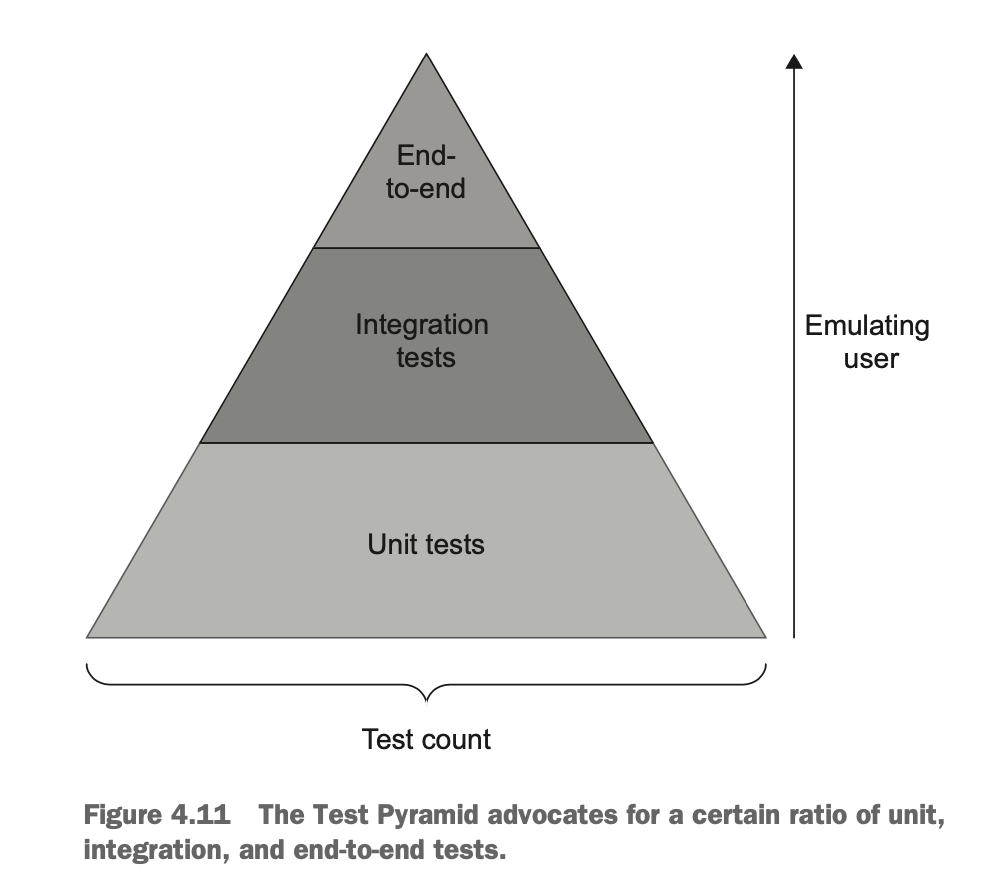 End-
to-end
Integration
tests
Emulating
user
Unit tests
Test count
Figure 4.11 The Test Pyramid advocates for a certain ratio of unit,
integration, and end-to-end tests.